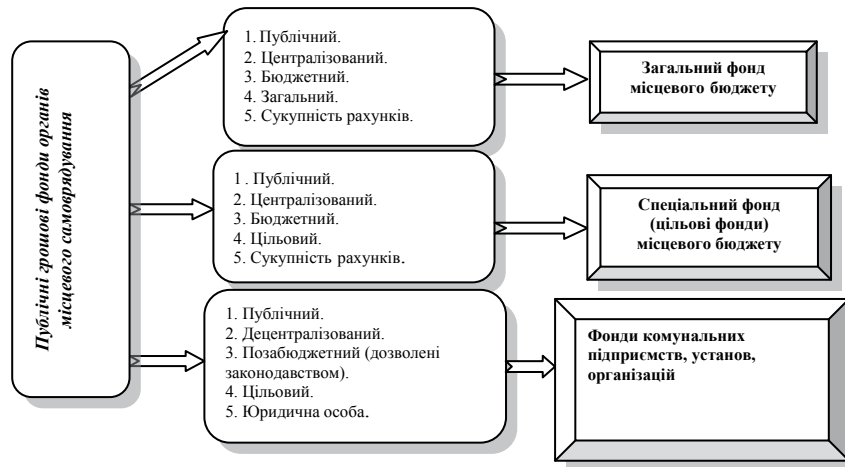 Публічні грошові фонди органів
місцевого самоврядування
1. Публічний.
2. Централізований.
3. Бюджетний.
4. Загальний.
5. Сукупність рахунків.
Загальний фонд
місцевого бюджету
1 . Публічний.
2. Централізований.
3. Бюджетний.
4. Цільовий.
5. Сукупність рахунків.
Спеціальний фонд
(цільові фонди)
місцевого бюджету
1. Публічний.
2. Децентралізований.
3. Позабюджетний (дозволені
законодавством).
4. Цільовий.
5. Юридична особа.
Фонди комунальних
підприємств, установ,
організацій